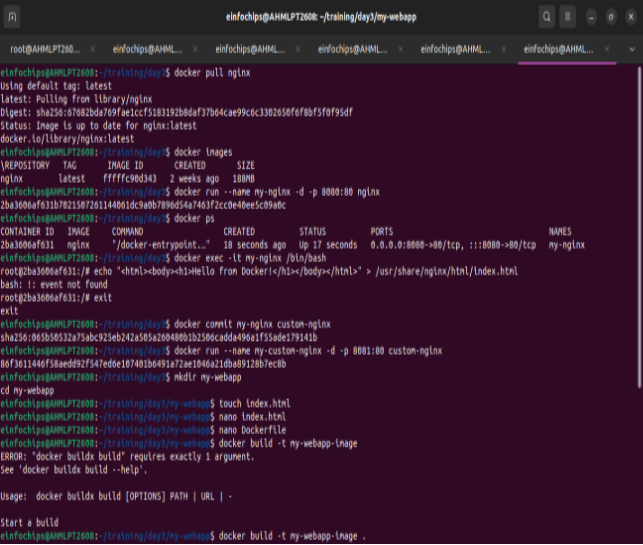 einfochips@AHMLPT2608: ~/training/day3/my-webapp
root@AHMLPT260... × einfochips@AHML... × einfochips@AHML... × einfochips@AHML... × einfochips@AHML... × einfochips@AHML... ×
einfochips@AHMLPT2608:~/training/day3$ docker pull nginx
Using default tag: latest
latest: Pulling from library/nginx
Digest: sha256:67682bda769fae1ccf5183192b8daf37b64cae99c6c3302650f6f8bf5f0f95df
Status: Image is up to date for nginx:latest
docker.io/library/nginx:latest
einfochips@AHMLPT2608:~/training/day3$ docker images
\REPOSITORY TAG IMAGE ID CREATED SIZE
nginx latest fffffc90d343 2 weeks ago 188MB
einfochips@AHMLPT2608:~/training/day3$ docker run --name my-nginx -d -p 8080:80 nginx
2ba3606af631b7021507261144061dc9a0b7896d54a7463f2cc0e40ee5c09a0c
einfochips@AHMLPT2608:~/training/day3$ docker ps
CONTAINER ID IMAGE COMMAND CREATED STATUS PORTS NAMES
2ba3606af631 nginx "/docker-entrypoint.…" 18 seconds ago Up 17 seconds 0.0.0.0:8080->80/tcp, :::8080->80/tcp my-nginx
einfochips@AHMLPT2608:~/training/day3$ docker exec -it my-nginx /bin/bash
root@2ba3606af631:/# echo "<html><body><h1>Hello from Docker!</h1></body></html>" > /usr/share/nginx/html/index.html
bash: !: event not found
root@2ba3606af631:/# exit
exit
einfochips@AHMLPT2608:~/training/day3$ docker commit my-nginx custom-nginx
sha256:065b50532a75abc925eb242a505a260480b1b2506cadda496a1f55ade179141b
einfochips@AHMLPT2608:~/training/day3$ docker run --name my-custom-nginx -d -p 8081:80 custom-nginx
86f3611446f58aedd92f547ed6e107401b6491a72ae1046a21dba89128b7ec8b
einfochips@AHMLPT2608:~/training/day3$ mkdir my-webapp
cd my-webapp
einfochips@AHMLPT2608:~/training/day3/my-webapp$ touch index.html
einfochips@AHMLPT2608:~/training/day3/my-webapp$ nano index.html
einfochips@AHMLPT2608:~/training/day3/my-webapp$ nano Dockerfile
einfochips@AHMLPT2608:~/training/day3/my-webapp$ docker build -t my-webapp-image
ERROR: "docker buildx build" requires exactly 1 argument.
See 'docker buildx build --help'.
Usage: docker buildx build [OPTIONS] PATH | URL | -
Start a build
einfochips@AHMLPT2608:~/training/day3/my-webapp$ docker build -t my-webapp-image .